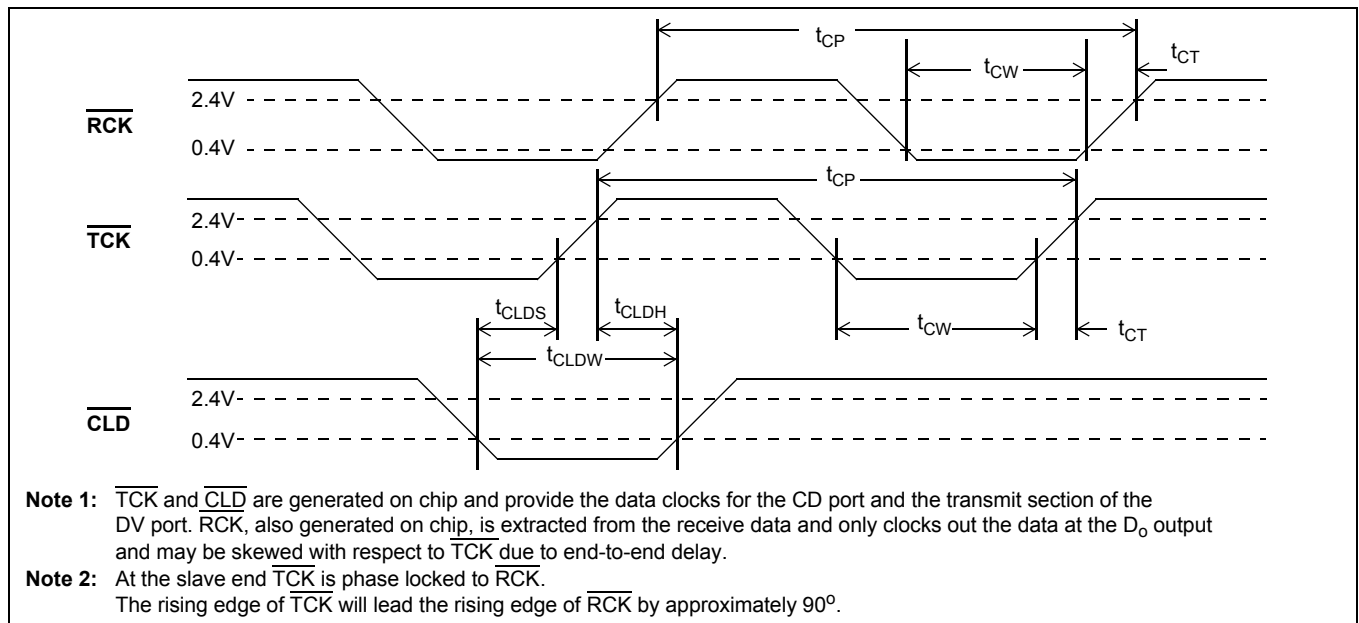 tCP
tCW
tCT
RCK
2.4V
0.4V
tCP
TCK
2.4V
0.4V
tCLDS
tCLDH
tCW
tCT
tCLDW
CLD
2.4V
0.4V
Note 1: TCK and CLD are generated on chip and provide the data clocks for the CD port and the transmit section of the
DV port. RCK, also generated on chip, is extracted from the receive data and only clocks out the data at the Do output
and may be skewed with respect to TCK due to end-to-end delay.
Note 2: At the slave end TCK is phase locked to RCK.
The rising edge of TCK will lead the rising edge of RCK by approximately 90o.